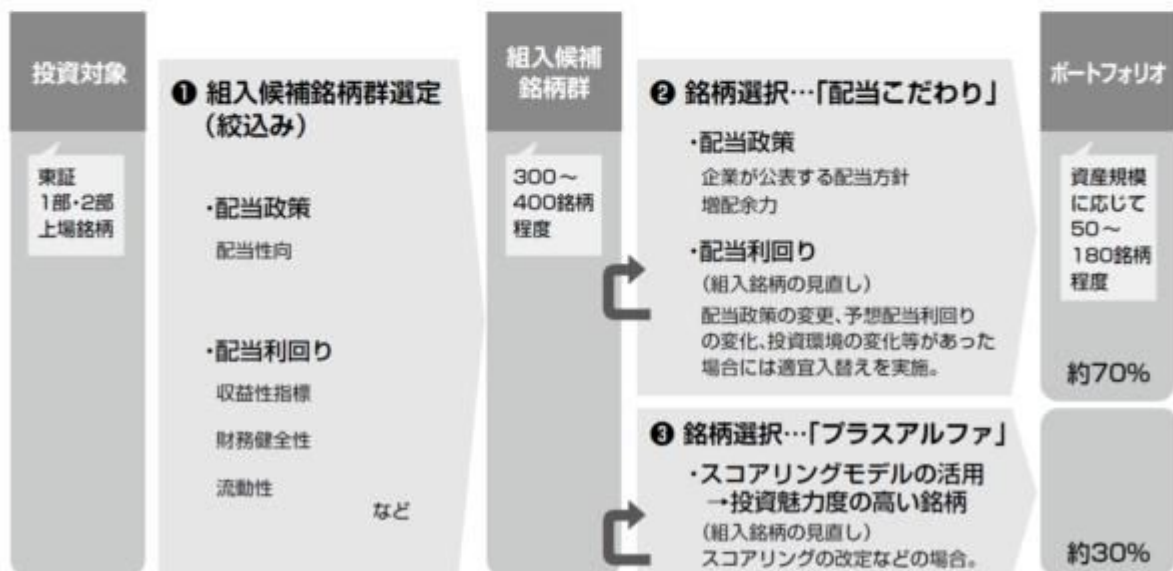 投資対象
東証
1部・2部
上場銘柄
❶ 組入候補銘柄群選定
（絞込み）
・配当政策
配当性向
・配当利回り
収益性指標
財務健全性
流動性
など
組入候補
銘柄群
300～
400銘柄
程度
❷ 銘柄選択…「配当こだわり」
・配当政策
企業が公表する配当方針
増配余力
・配当利回り
（組入銘柄の見直し）
配当政策の変更、予想配当利回り
の変化、投資環境の変化等があった
場合には適宜入替えを実施。
❸ 銘柄選択…「プラスアルファ」
・スコアリングモデルの活用
→投資魅力度の高い銘柄
（組入銘柄の見直し）
スコアリングの改定などの場合。
ポートフォリオ
資産規模
に応じて
50～
180銘柄
程度
約70%
約30%